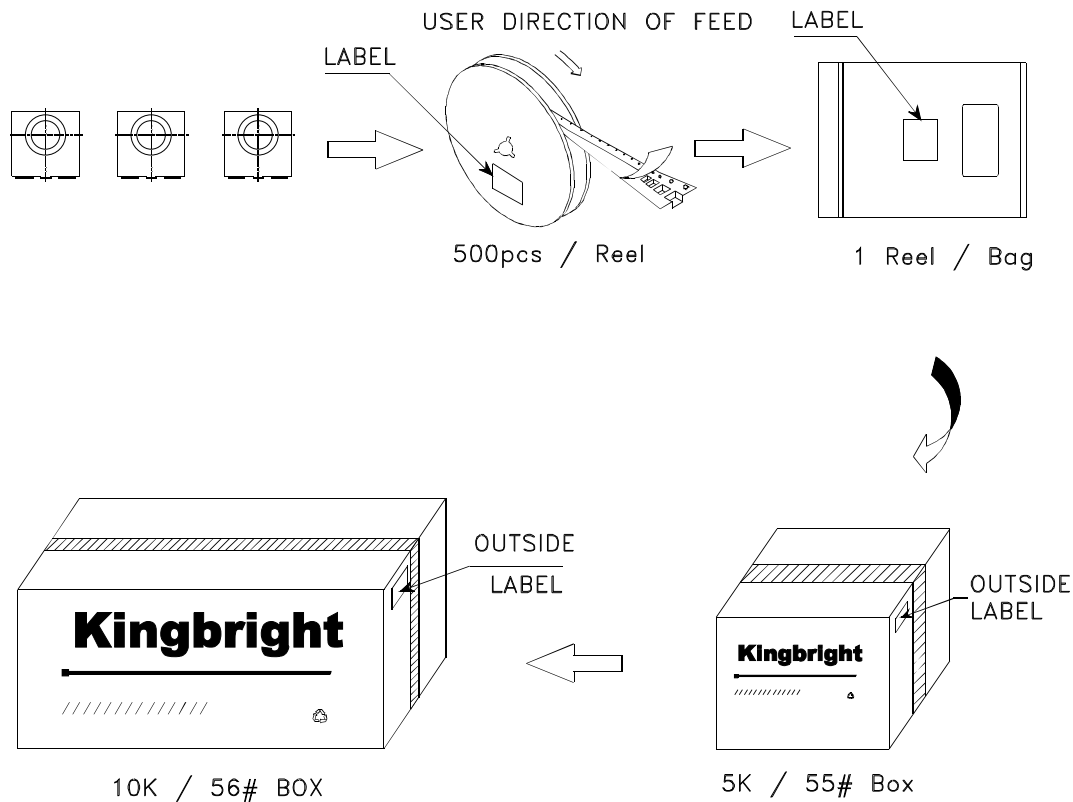 USER DIRECTION OF FEED
LABEL
LABEL
500pcs / Reel
1 Reel / Bag
OUTSIDE
LABEL
Kingbright
10K / 56# BOX
OUTSIDE
LABEL
Kingbright
5K / 55# Box